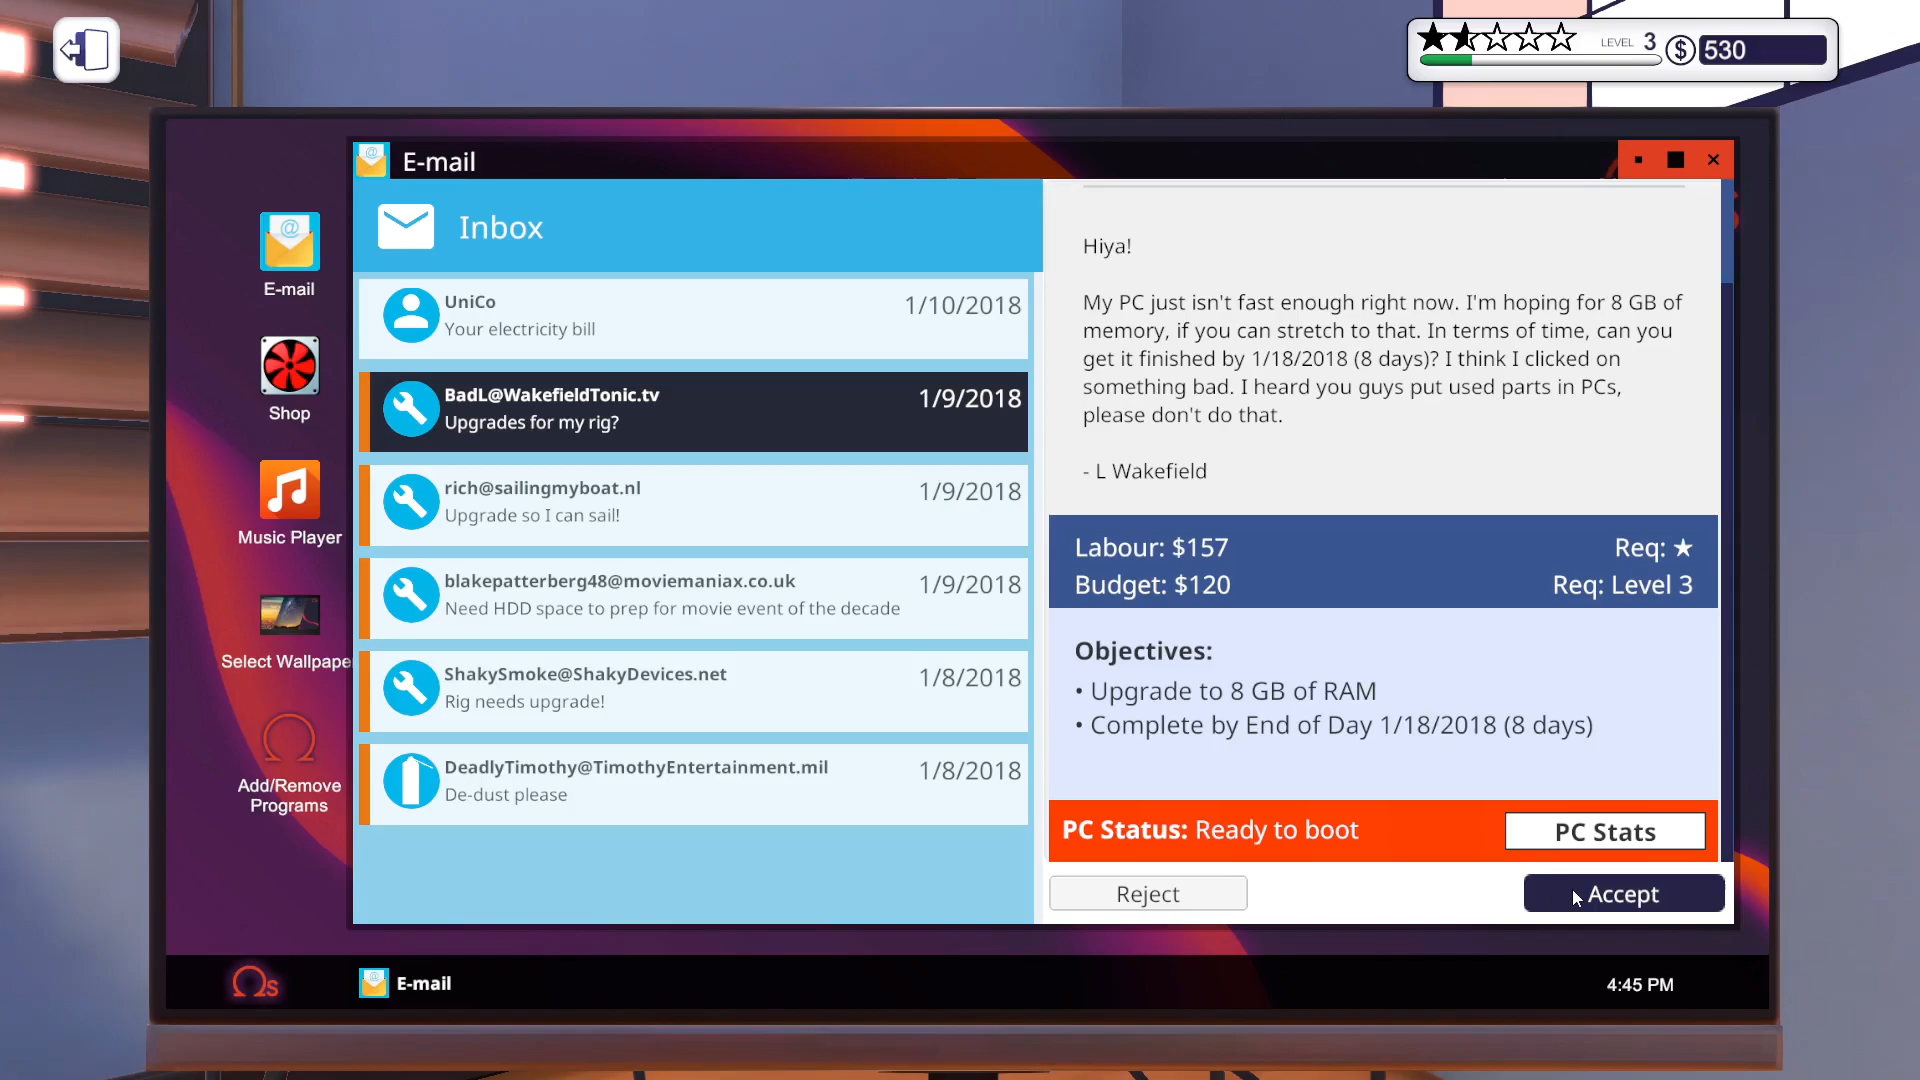 LEVEL 3
$ 530
E-mail
E-mail
Shop
Music Player
Select Wallpape
Add/Remove
Programs
Inbox
UniCo
1/10/2018
Your electricity bill
BadL@WakefieldTonic.tv
1/9/2018
Upgrades for my rig?
rich@sailingmyboat.nl
1/9/2018
Upgrade so I can sail!
blakepatterberg48@moviemaniax.co.uk
1/9/2018
Need HDD space to prep for movie event of the decade
ShakySmoke@ShakyDevices.net
1/8/2018
Rig needs upgrade!
DeadlyTimothy@TimothyEntertainment.mil
1/8/2018
De-dust please
Hiya!
My PC just isn't fast enough right now. I'm hoping for 8 GB of
memory, if you can stretch to that. In terms of time, can you
get it finished by 1/18/2018 (8 days)? I think I clicked on
something bad. I heard you guys put used parts in PCs,
please don't do that.
- L Wakefield
Labour: $157
Req: ★
Budget: $120
Req: Level 3
Objectives:
• Upgrade to 8 GB of RAM
• Complete by End of Day 1/18/2018 (8 days)
PC Status: Ready to boot
PC Stats
Reject
Accept
Ωs
E-mail
4:45 PM